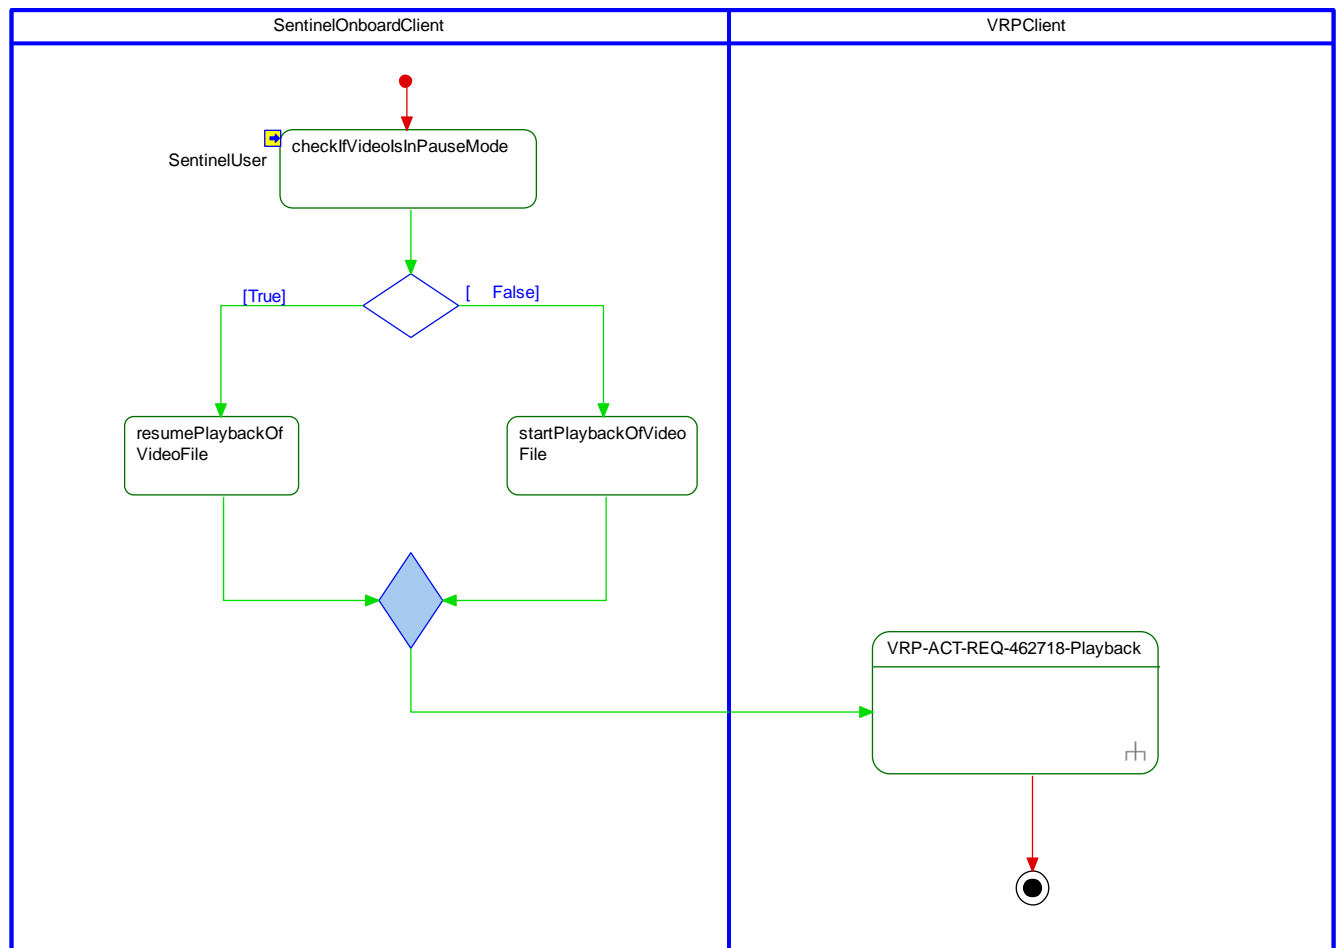 SentinelOnboardClient
VRPClient
checkIfVideoIsInPauseMode
SentinelUser
[True]
[ False]
resumePlaybackOf
VideoFile
startPlaybackOfVideo
File
VRP-ACT-REQ-462718-Playback